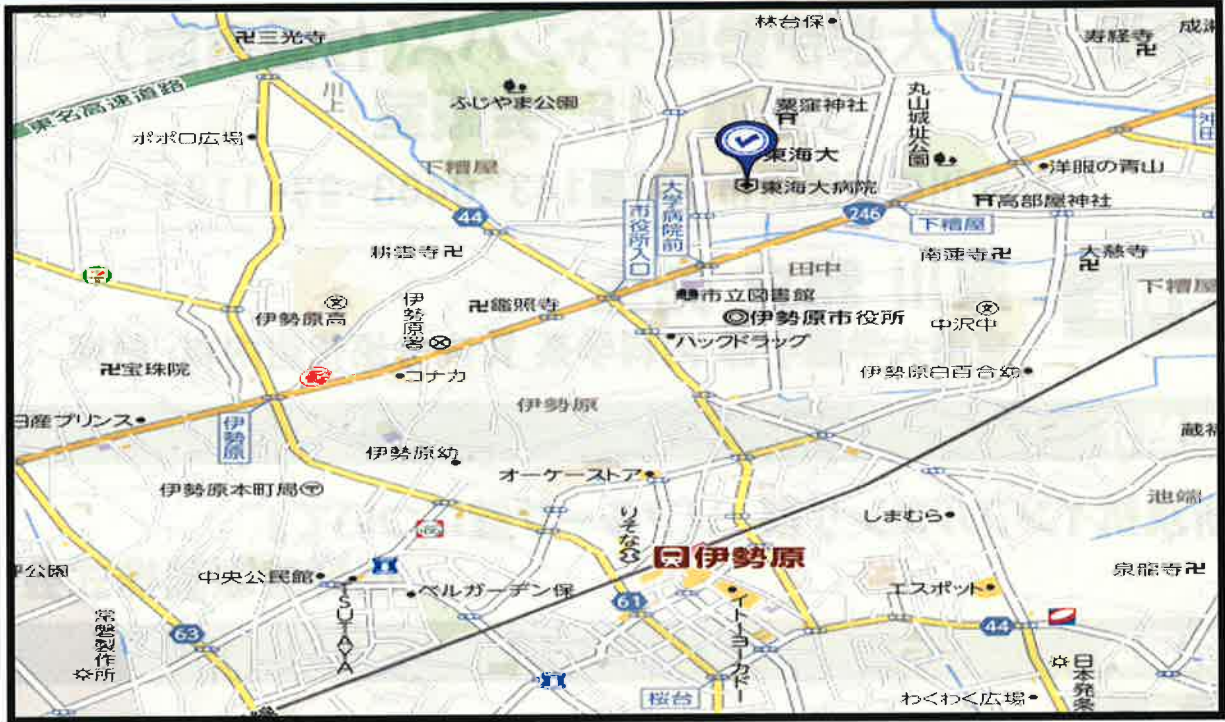 林台保
成瀬
卍三光寺
寿経寺卍
東名高速道路
川上
ふじやま公園
粟窪神社
丸山城址公園
ポポロ広場
下糟屋
東海大
東海大病院
洋服の青山
大学病院前
市役所入口
44
246
高部屋神社
下糟屋
耕雲寺卍
田中
南蓮寺卍
大慈寺卍
下糟屋
市立図書館
伊勢原高
伊勢原署
卍鑑照寺
◎伊勢原市役所
中沢中
ハックドラッグ
卍宝珠院
コナカ
伊勢原白百合幼
伊勢原
日産プリンス
伊勢原
伊勢原幼
オーケーストア
伊勢原本町局
池端
しまむら
りそな
伊勢原
中央公民館
ベルガーデン保
TSUTAYA
イトーヨーカドー
エスポット
泉龍寺卍
61
63
44
常盤製作所
日本発条
桜台
わくわく広場